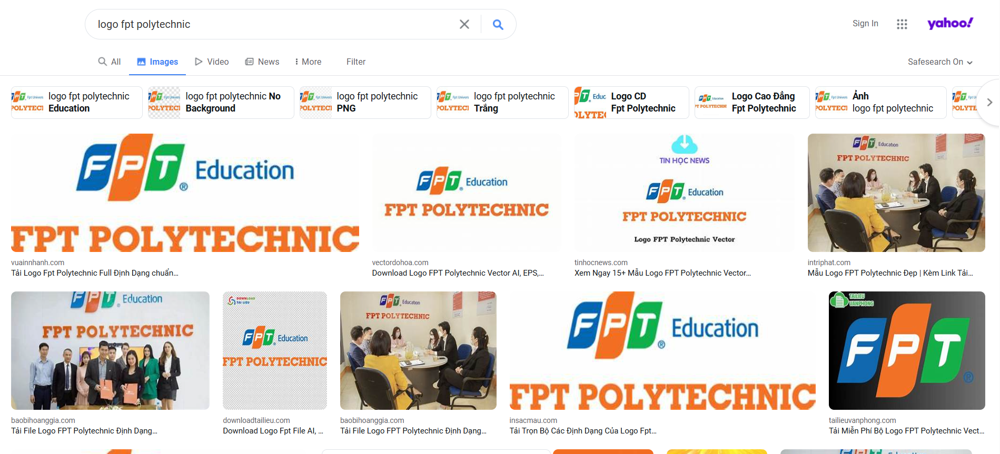 logo fpt polytechnic
Sign In
yahoo!
All
Images
Video
News
More
Filter
Safesearch On
logo fpt polytechnic
Education
logo fpt polytechnic No
Background
logo fpt polytechnic
PNG
logo fpt polytechnic
Trắng
Logo CD
Fpt Polytechnic
Logo Cao Đẳng
Fpt Polytechnic
Ảnh
logo fpt polytechnic
FPT® Education
FPT POLYTECHNIC
vuainnhanh.com
Tải Logo Fpt Polytechnic Full Định Dạng chuẩn...
FPT® Education
FPT POLYTECHNIC
vectordohoa.com
Download Logo FPT Polytechnic Vector AI, EPS,...
TIN HỌC NEWS
FPT® Education
FPT POLYTECHNIC
Logo FPT Polytechnic Vector
tinhocnews.com
Xem Ngay 15+ Mẫu Logo FPT Polytechnic Vector...
FPT Education
FPT POLYTECHNIC
intriphat.com
Mẫu Logo FPT Polytechnic Đẹp | Kèm Link Tải...
FPT® Education
FPT POLYTECHNIC
baobihoanggia.com
Tải File Logo FPT Polytechnic Định Dạng...
DOWNLOAD
TAI LIEU
FPT® Education
FPT POLYTECHNIC
downloadtailieu.com
Download Logo Fpt File AI, ...
FPT Education
FPT POLYTECHNIC
baobihoanggia.com
Tải File Logo FPT Polytechnic Định Dạng...
FPT® Education
FPT POLYTECHNIC
insacmau.com
Tải Trọn Bộ Các Định Dạng Của Logo Fpt...
TAILIEU
VANPHONG
FPT®
tailieuvanphong.com
Tải Miễn Phí Bộ Logo FPT Polytechnic Vect...